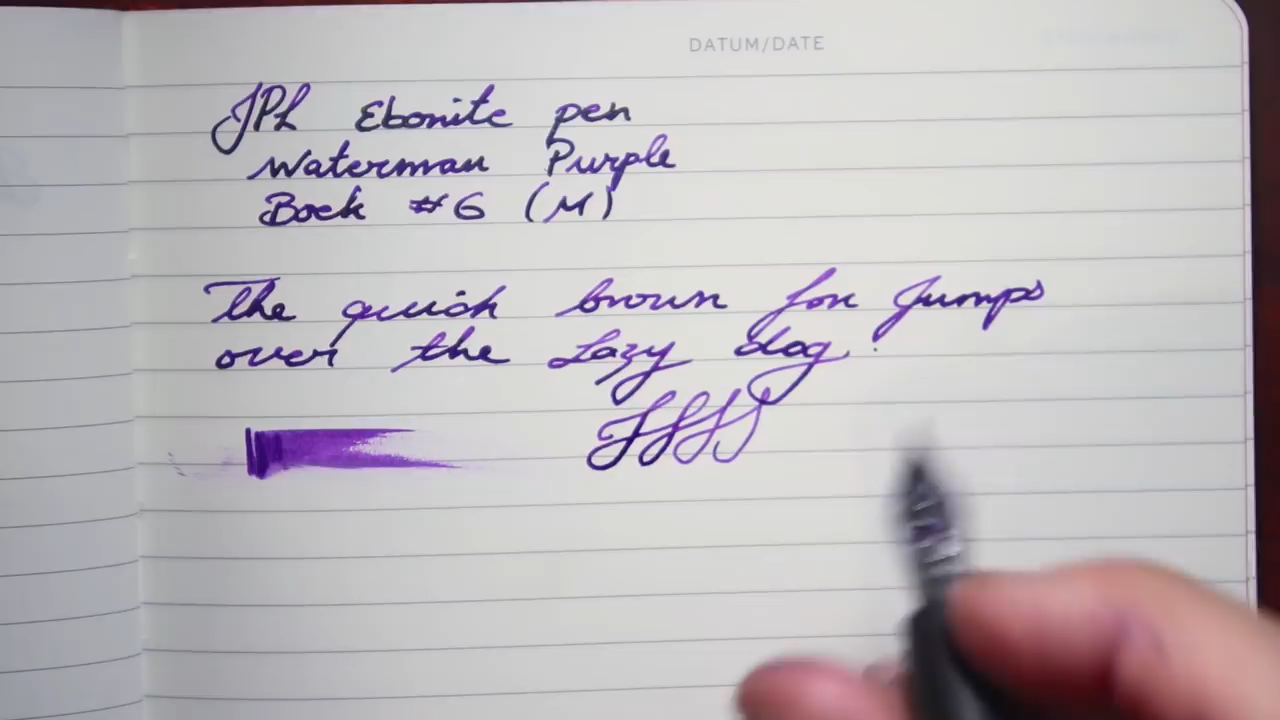 DATUM/DATE
JPL Ebonite pen
Waterman Purple
Bock #6 (M)
The quick brown fox jumps
over the Lazy dog.